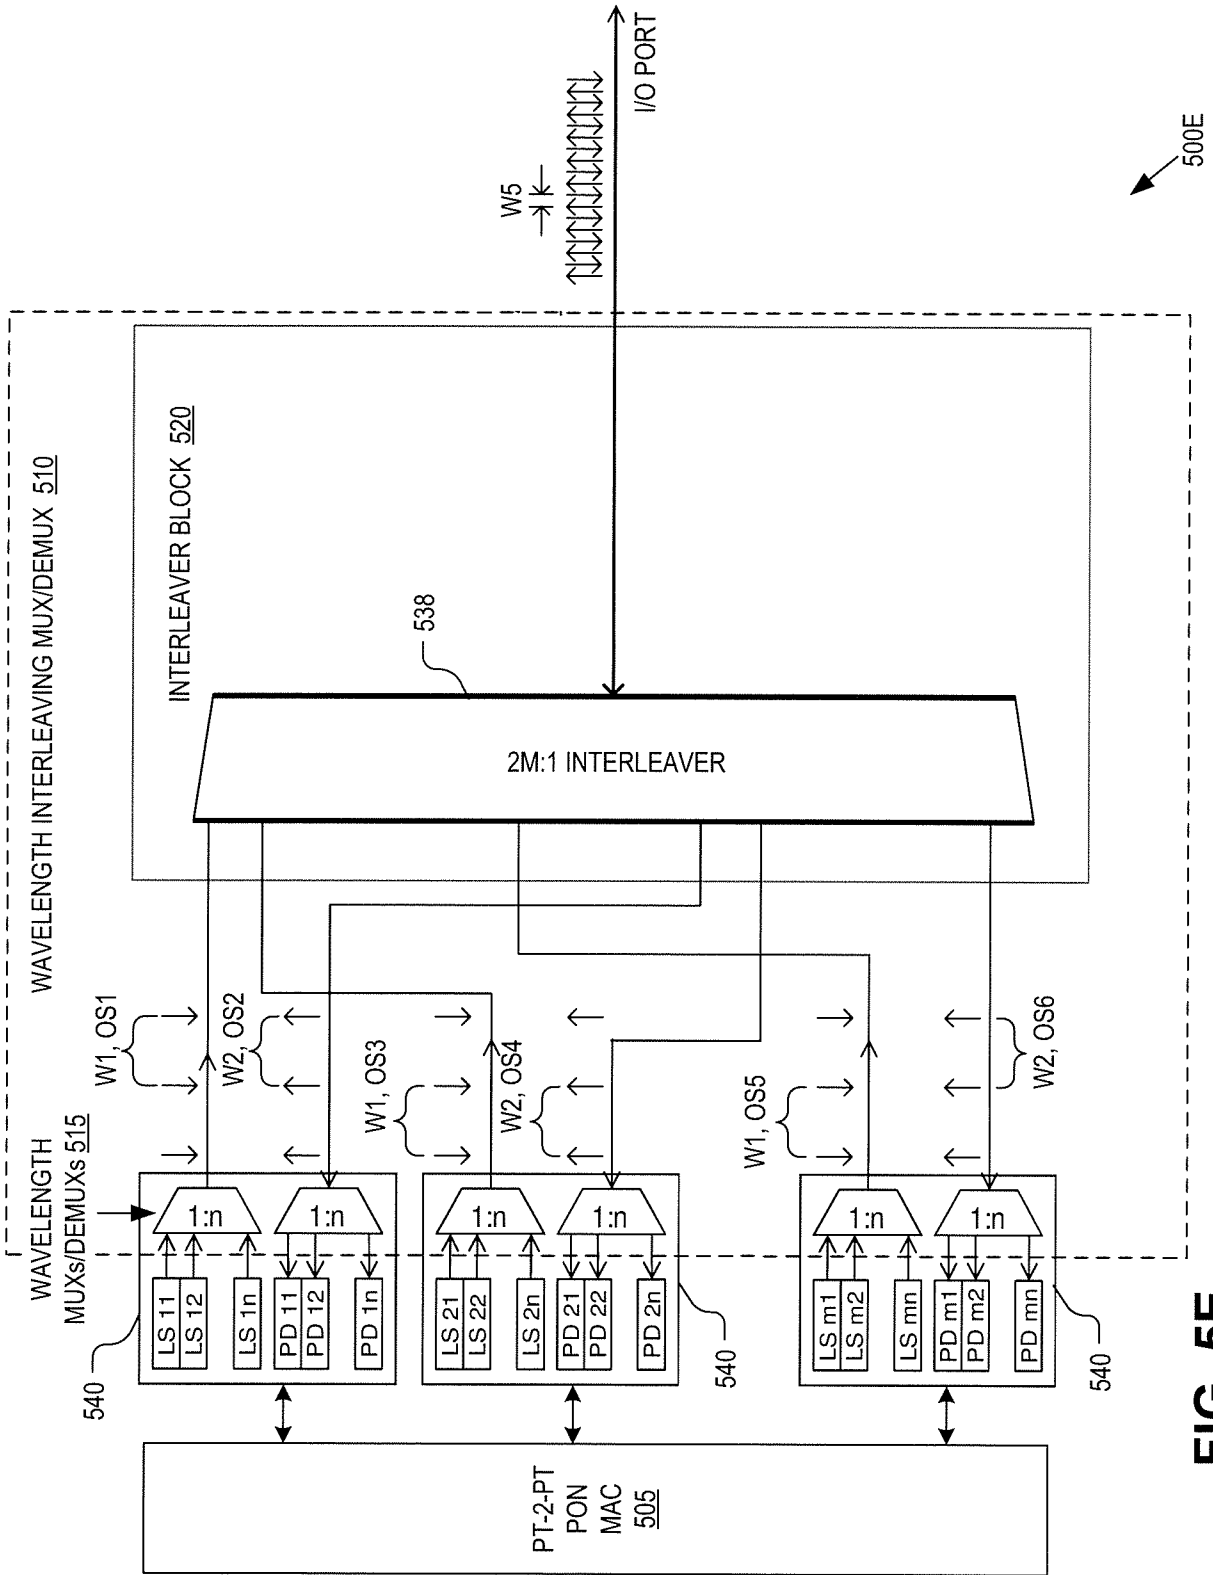 WAVELENGTH INTERLEAVING MUX/DEMUX 510
WAVELENGTH
MUXs/DEMUXs 515
INTERLEAVER BLOCK 520
538
2M:1 INTERLEAVER
W5
I/O PORT
500E
W1, OS1
W2, OS2
W1, OS3
W2, OS4
W1, OS5
W2, OS6
540
LS 11
LS 12
LS 1n
PD 11
PD 12
PD 1n
1:n
1:n
540
LS 21
LS 22
LS 2n
PD 21
PD 22
PD 2n
1:n
1:n
540
LS m1
LS m2
LS mn
PD m1
PD m2
PD mn
1:n
1:n
PT-2-PT
PON
MAC
505
FIG